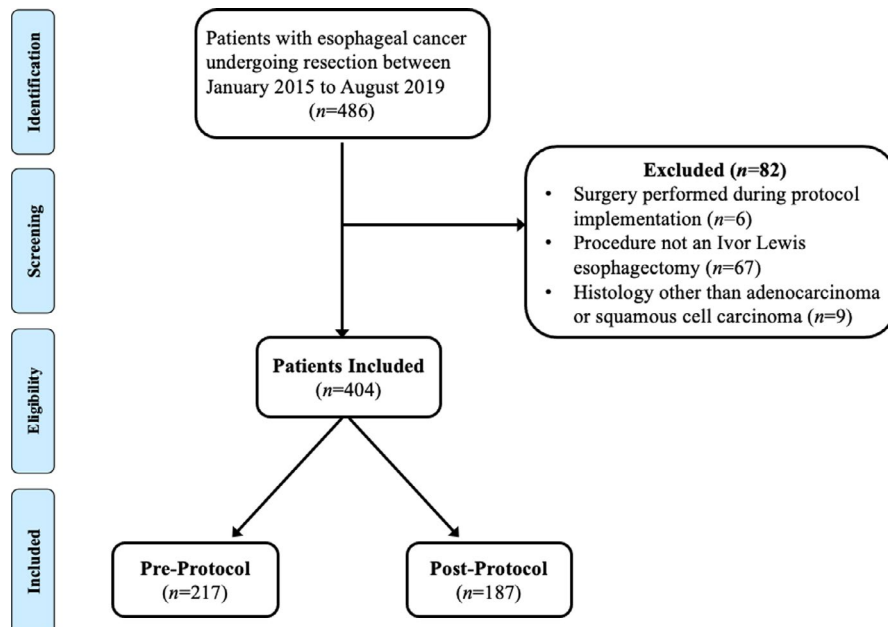 Identification
Patients with esophageal cancer
undergoing resection between
January 2015 to August 2019
(n=486)
Screening
Excluded (n=82)
• Surgery performed during protocol
implementation (n=6)
• Procedure not an Ivor Lewis
esophagectomy (n=67)
• Histology other than adenocarcinoma
or squamous cell carcinoma (n=9)
Eligibility
Patients Included
(n=404)
Included
Pre-Protocol
(n=217)
Post-Protocol
(n=187)